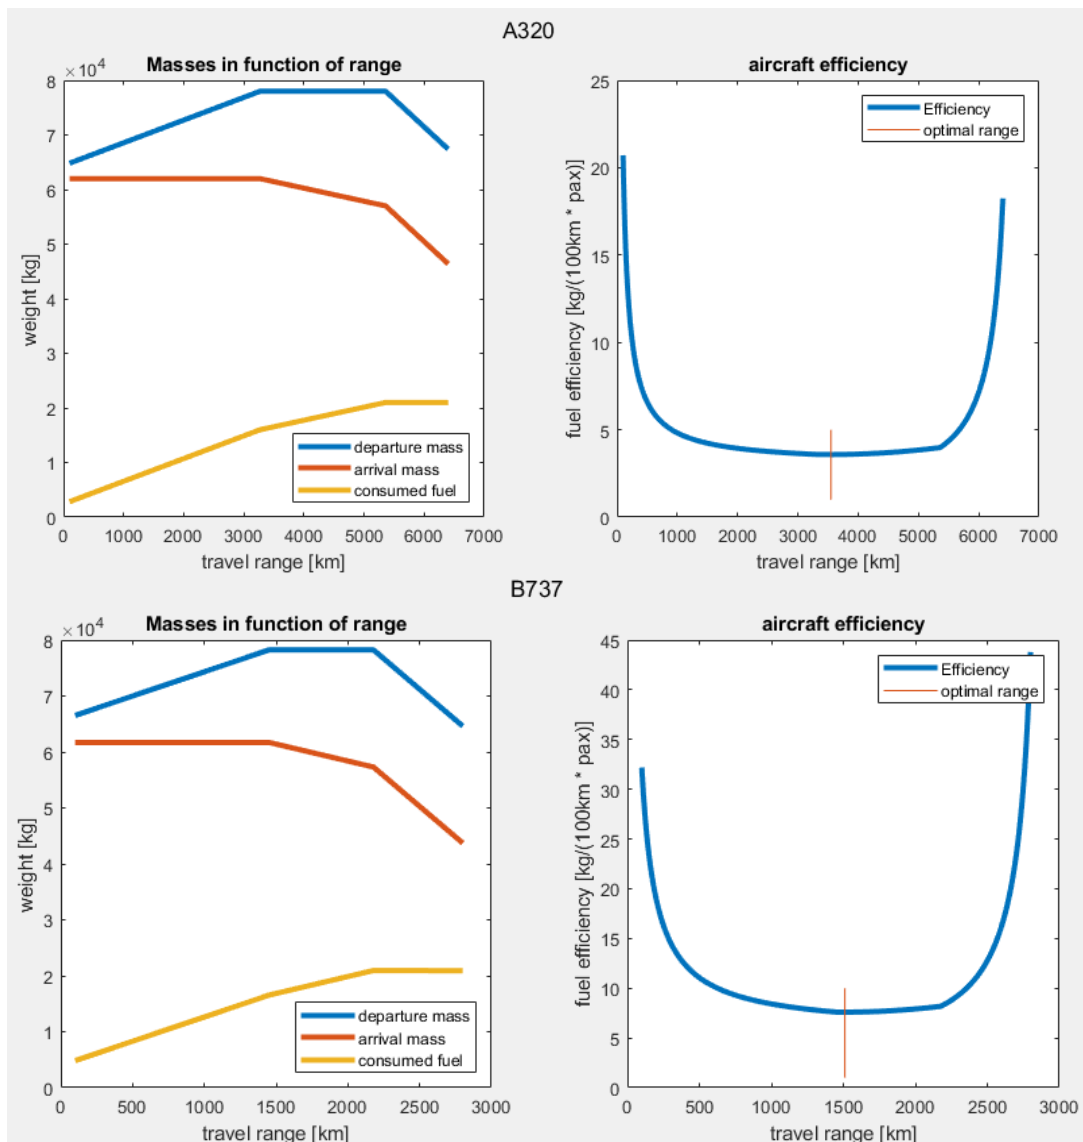 A320
Masses in function of range
×10⁴
8
7
6
5
4
3
2
1
0
weight [kg]
departure mass
arrival mass
consumed fuel
0 1000 2000 3000 4000 5000 6000 7000
travel range [km]
aircraft efficiency
25
20
15
10
5
0
fuel efficiency [kg/(100km * pax)]
Efficiency
optimal range
0 1000 2000 3000 4000 5000 6000 7000
travel range [km]
B737
Masses in function of range
×10⁴
8
7
6
5
4
3
2
1
0
weight [kg]
departure mass
arrival mass
consumed fuel
0 500 1000 1500 2000 2500 3000
travel range [km]
aircraft efficiency
45
40
35
30
25
20
15
10
5
0
fuel efficiency [kg/(100km * pax)]
Efficiency
optimal range
0 500 1000 1500 2000 2500 3000
travel range [km]